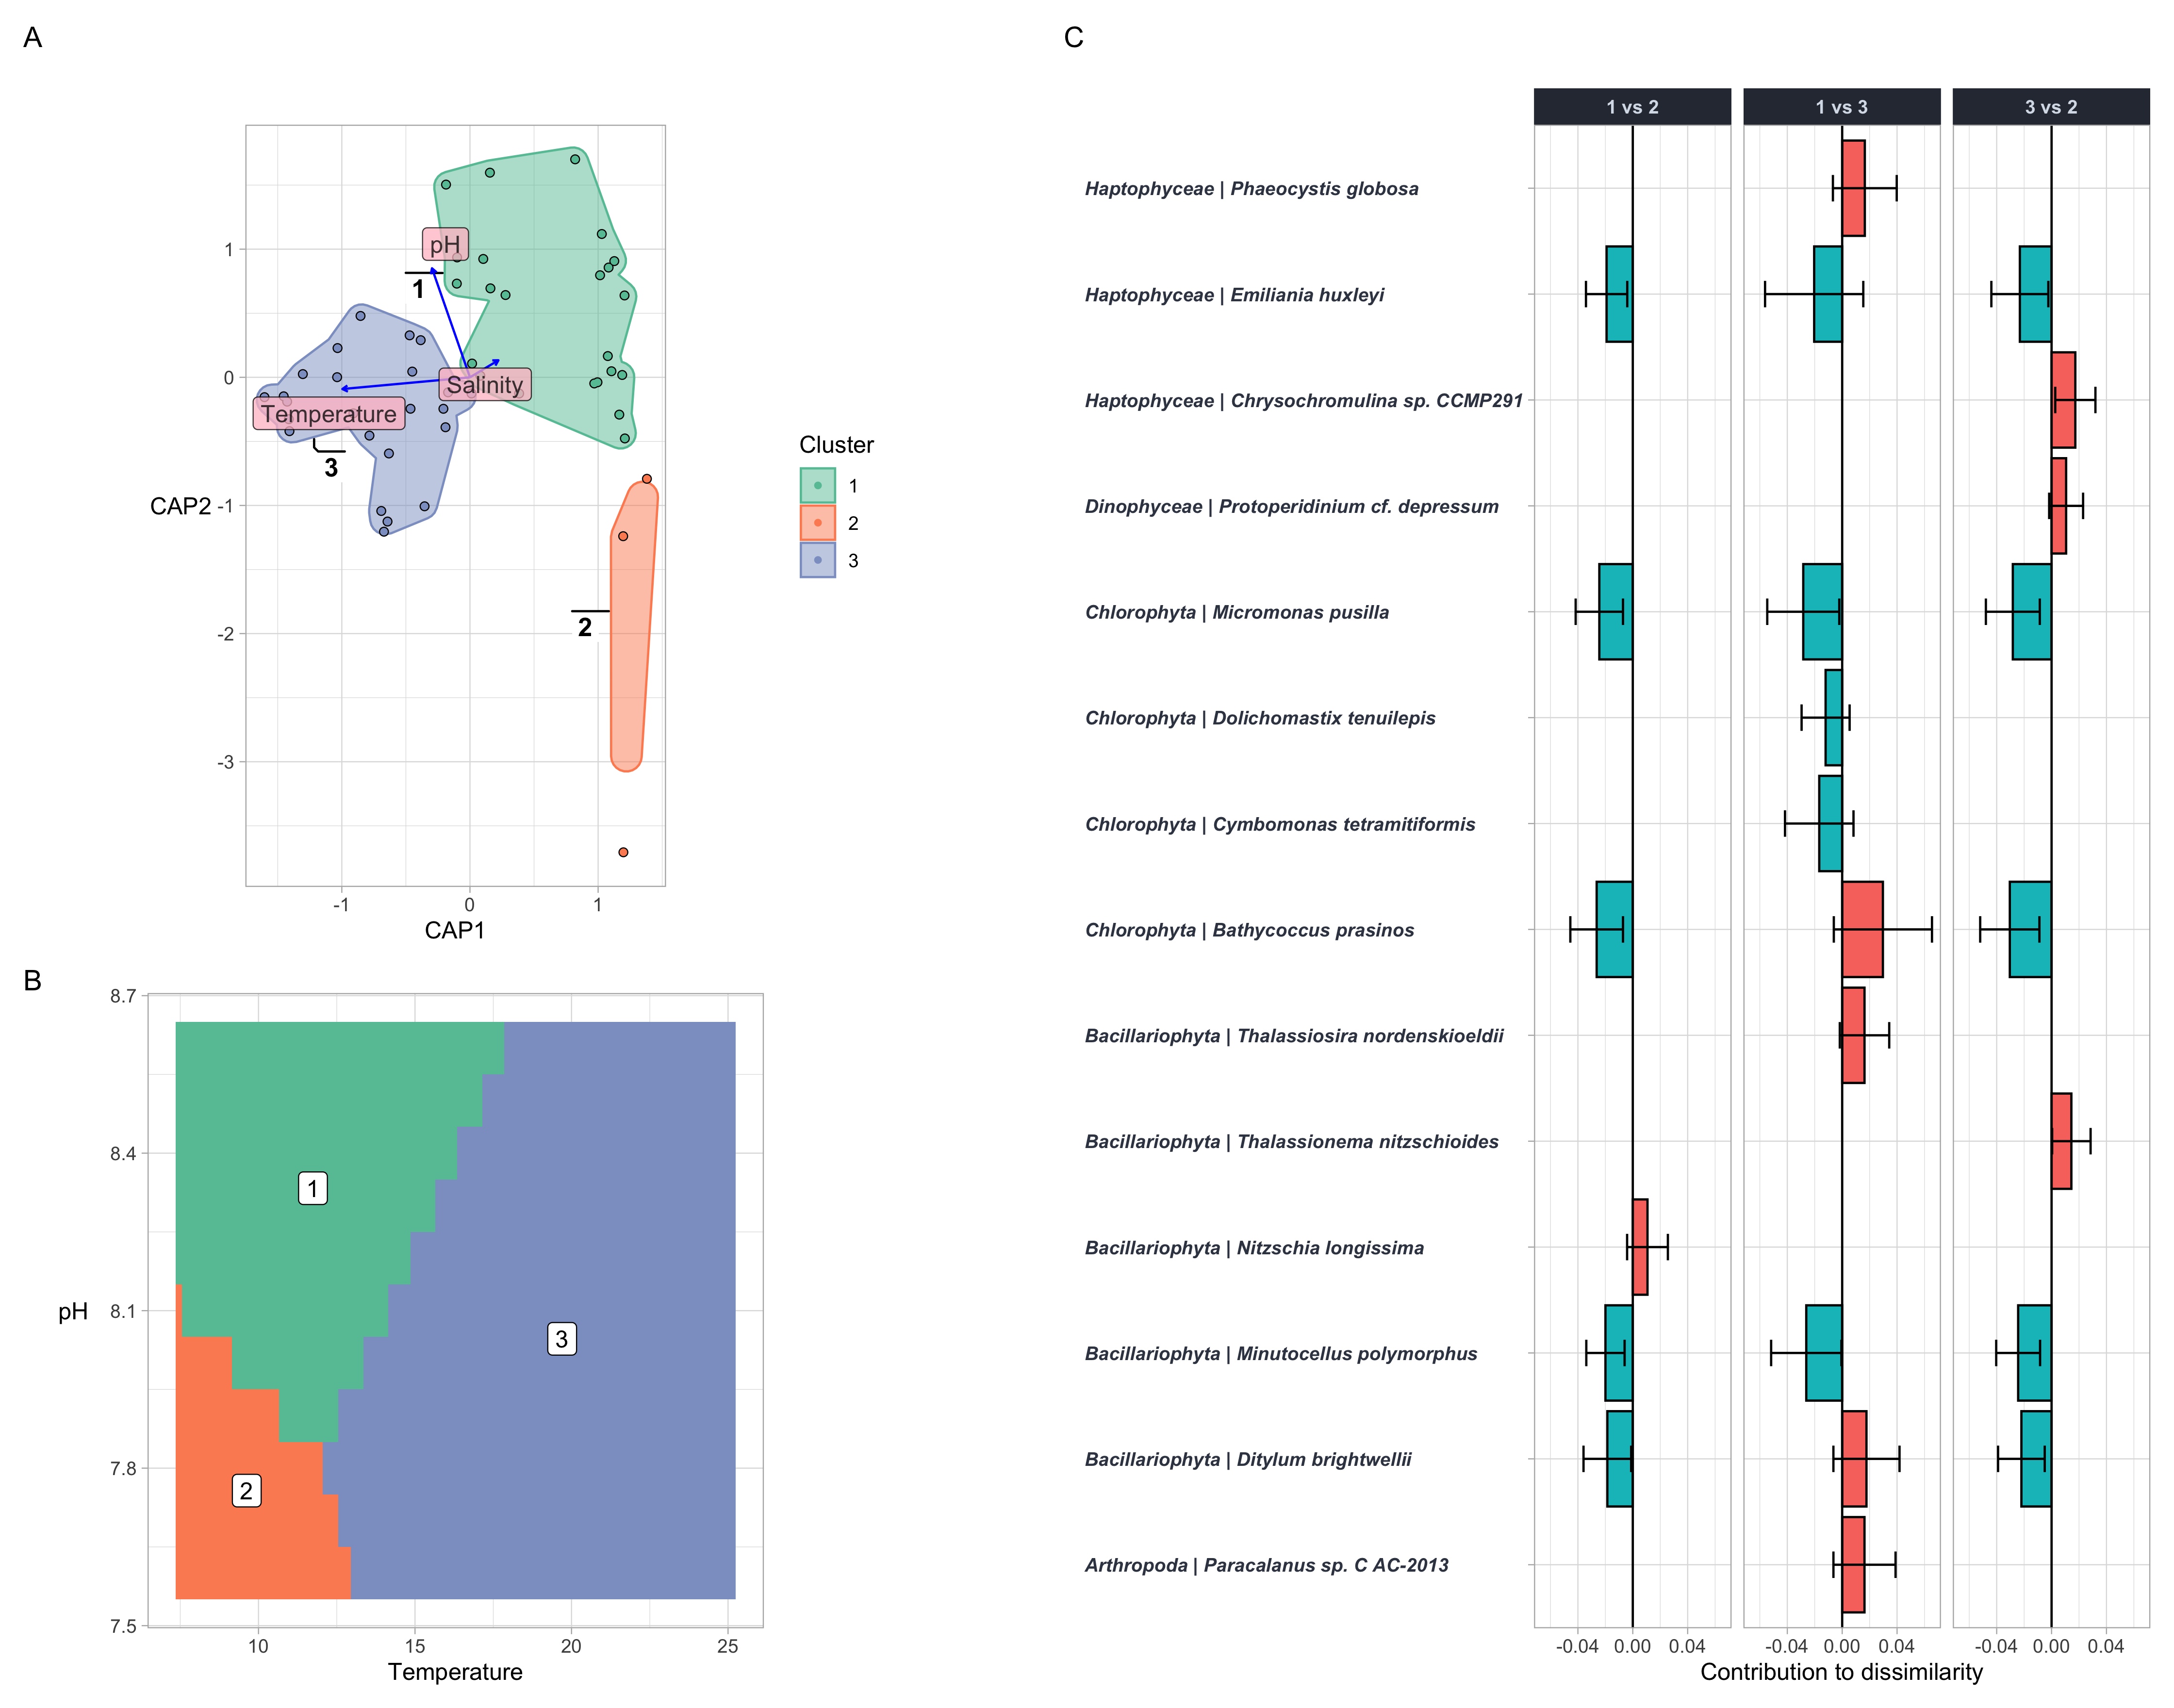 A
1
0
CAP2 -1
-2
-3
pH
1
Salinity
Temperature
3
2
-1 0 1
CAP1
Cluster
1
2
3
B
8.7
8.4
pH 8.1
7.8
7.5
1
3
2
10 15 20 25
Temperature
C
1 vs 2 1 vs 3 3 vs 2
Haptophyceae | Phaeocystis globosa
Haptophyceae | Emiliania huxleyi
Haptophyceae | Chrysochromulina sp. CCMP291
Dinophyceae | Protoperidinium cf. depressum
Chlorophyta | Micromonas pusilla
Chlorophyta | Dolichomastix tenuilepis
Chlorophyta | Cymbomonas tetramitiformis
Chlorophyta | Bathycoccus prasinos
Bacillariophyta | Thalassiosira nordenskioeldii
Bacillariophyta | Thalassionema nitzschioides
Bacillariophyta | Nitzschia longissima
Bacillariophyta | Minutocellus polymorphus
Bacillariophyta | Ditylum brightwellii
Arthropoda | Paracalanus sp. C AC-2013
-0.04 0.00 0.04 -0.04 0.00 0.04 -0.04 0.00 0.04
Contribution to dissimilarity